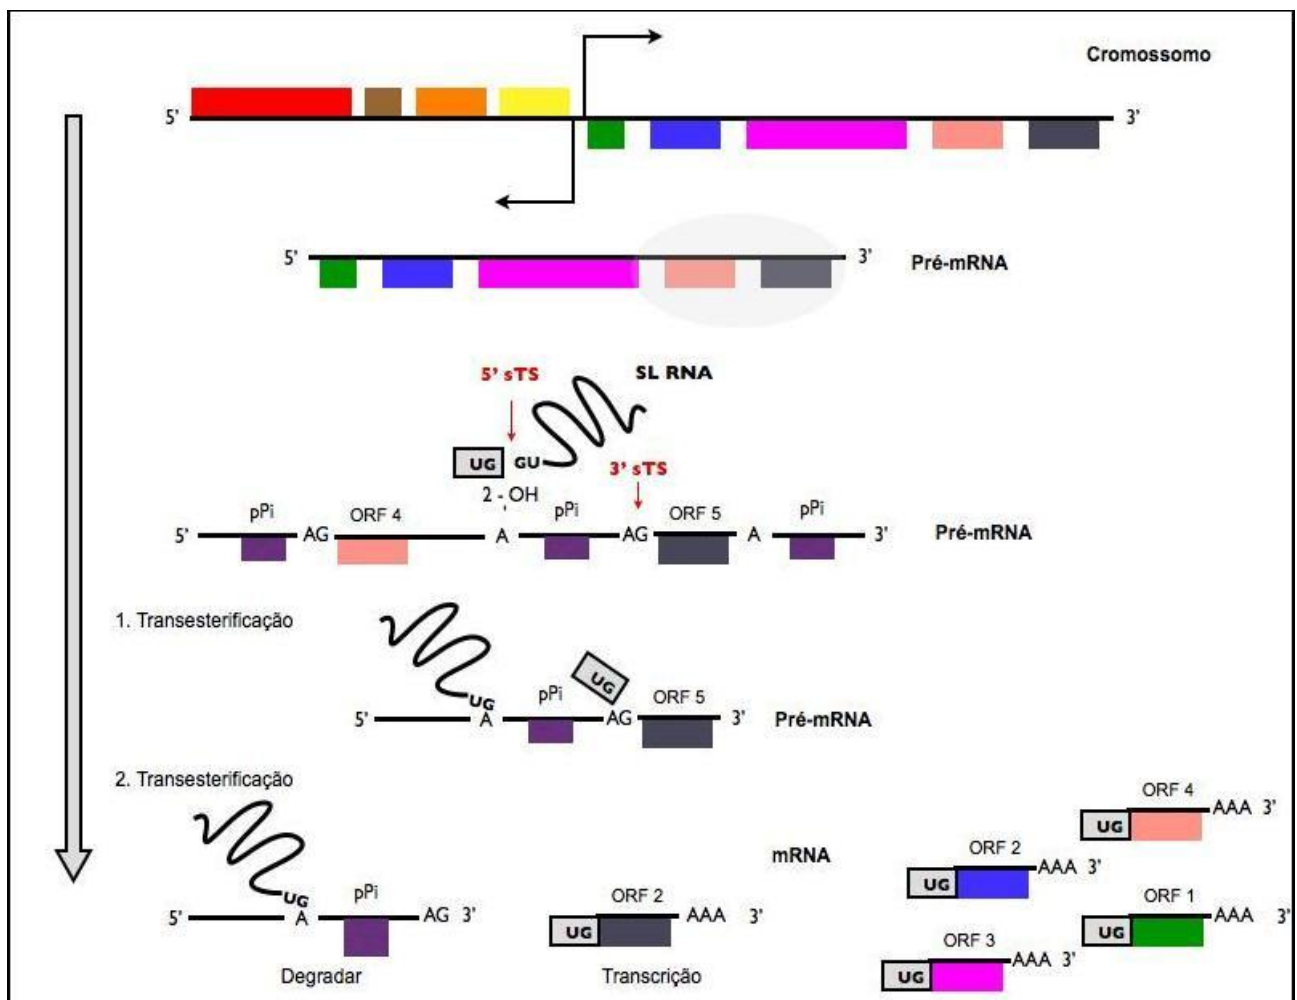 Cromossomo
5' 3'
5' 3' Pré-mRNA
5' sTS SL RNA
UG GU 3' sTS
2 - OH
pPi ORF 4 pPi ORF 5 pPi
5' AG A AG A 3' Pré-mRNA
1. Transesterificação
UG UG
pPi ORF 5
5' A AG 3' Pré-mRNA
2. Transesterificação
ORF 4
UG AAA 3'
mRNA ORF 2
UG AAA 3'
UG pPi ORF 2 ORF 1
5' A AG 3' UG AAA 3' UG AAA 3'
ORF 3
UG AAA 3'
Degradar Transcrição